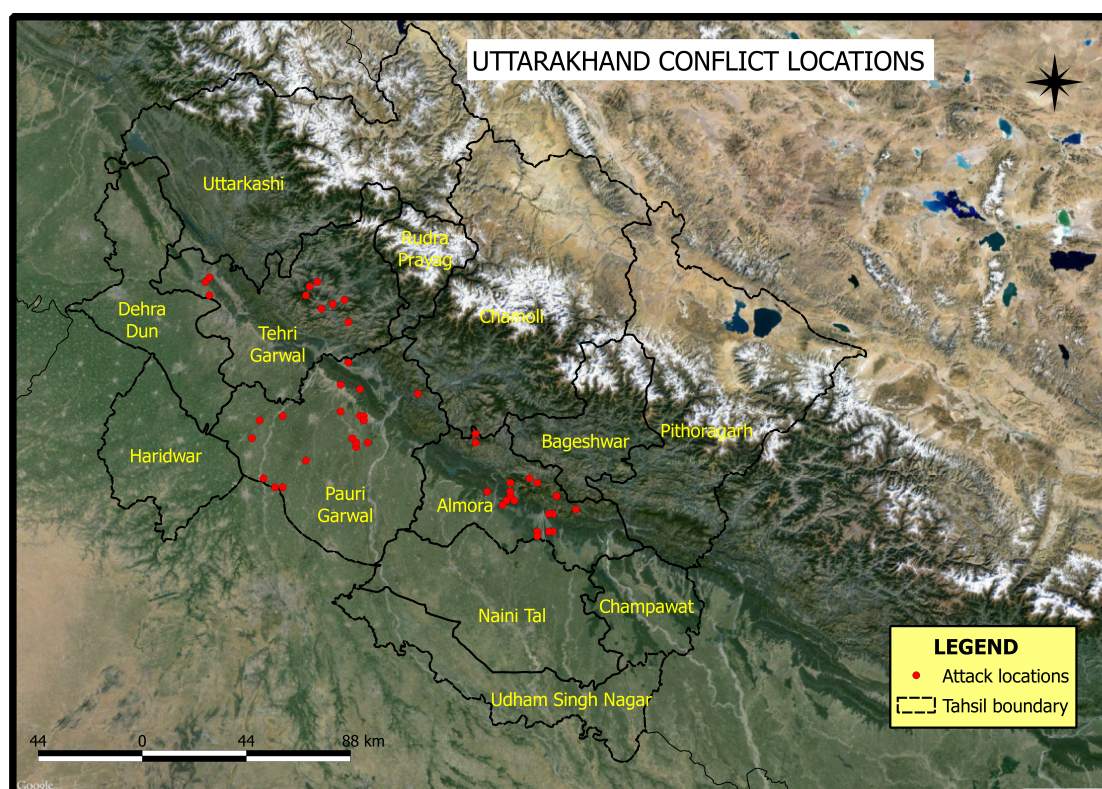 UTTARAKHAND CONFLICT LOCATIONS
Uttarkashi
Rudra
Prayag
Dehra
Dun
Tehri
Garwal
Chamoli
Haridwar
Bageshwar
Pithoragarh
Pauri
Garwal
Almora
Naini Tal
Champawat
Udham Singh Nagar
LEGEND
Attack locations
Tahsil boundary
44 0 44 88 km
Google